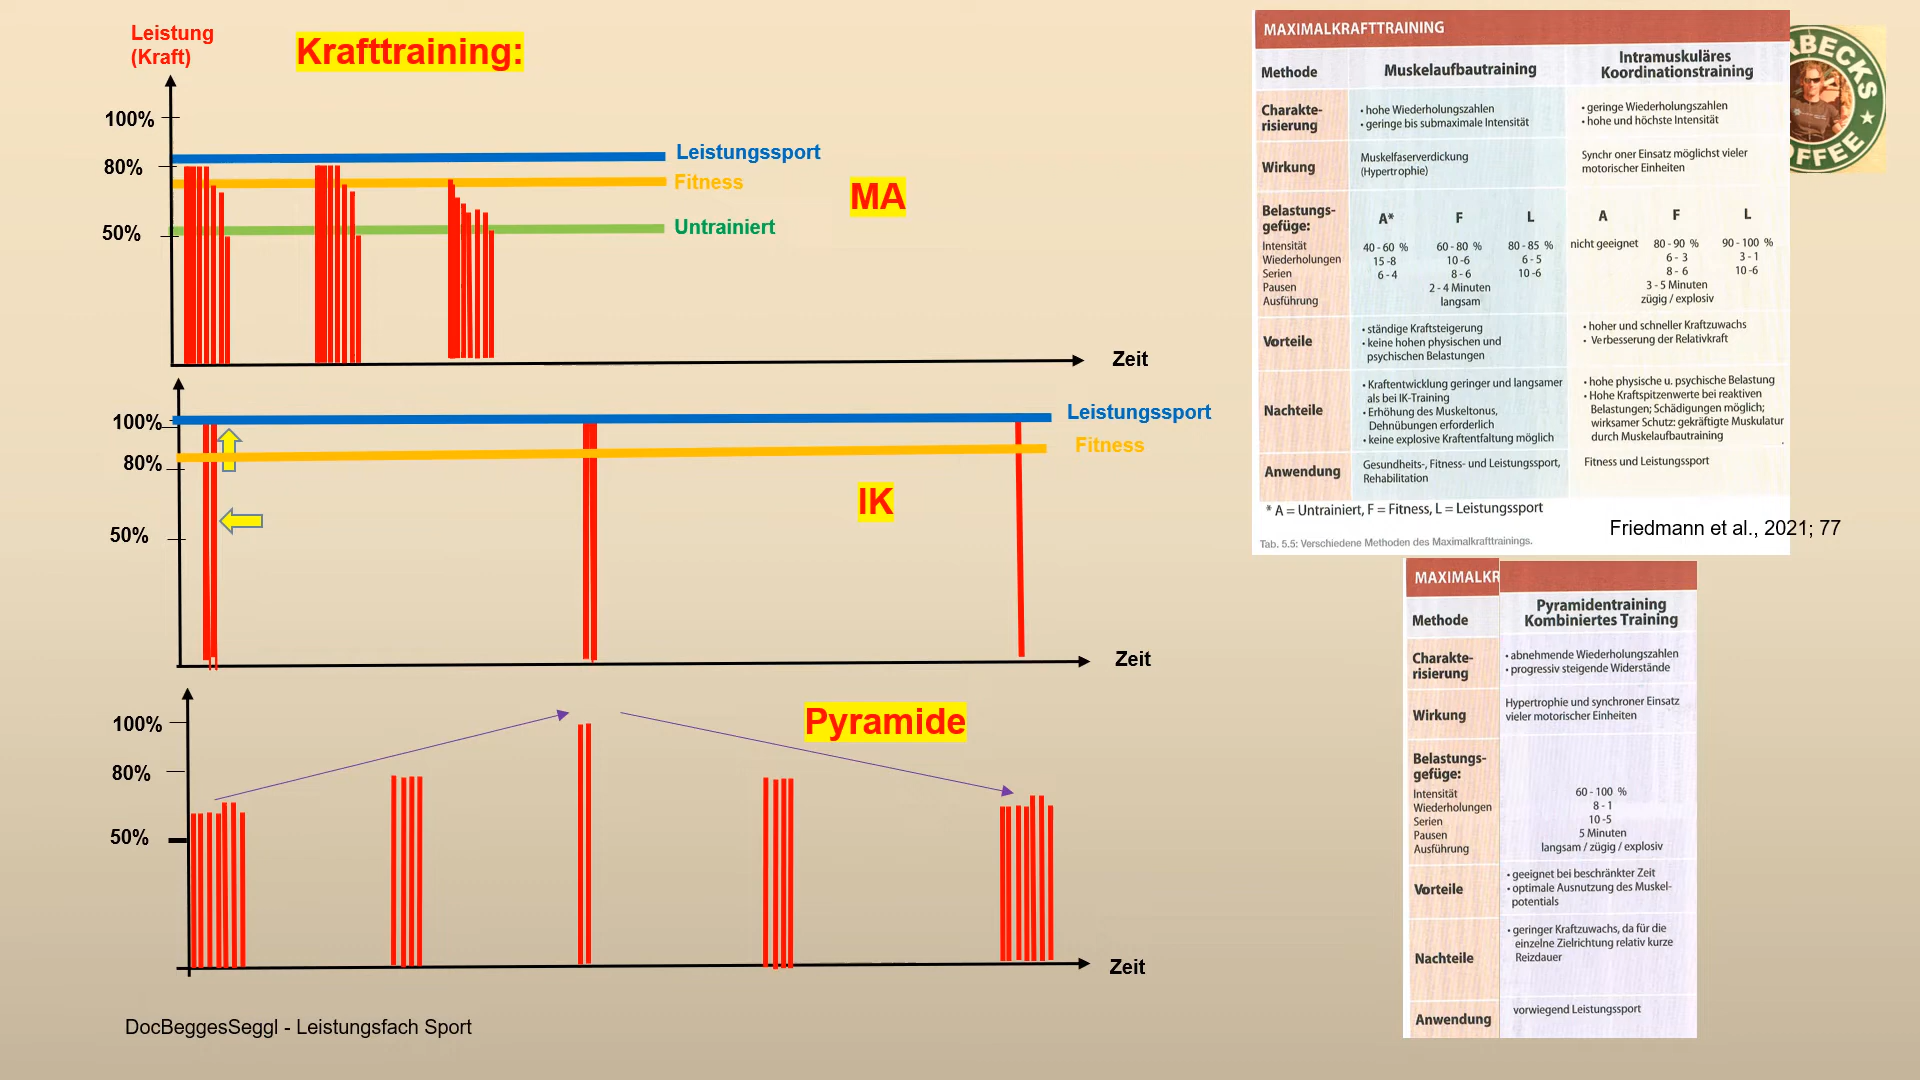 Leistung
(Kraft)
Krafttraining:
100%
80%
50%
Leistungssport
Fitness
Untrainiert
MA
Zeit
100%
80%
50%
Leistungssport
Fitness
IK
Zeit
100%
80%
50%
Pyramide
Zeit
DocBeggesSeggl - Leistungsfach Sport
MAXIMALKRAFTTRAINING
Methode
Muskelaufbautraining
Intramuskuläres
Koordinationstraining
Charakte-
risierung
• hohe Wiederholungszahlen
• geringe bis submaximale Intensität
• geringe Wiederholungszahlen
• hohe und höchste Intensität
Wirkung
Muskelfaserverdickung
(Hypertrophie)
Synchr oner Einsatz möglichst vieler
motorischer Einheiten
Belastungs-
gefüge:
A* F L A F L
Intensität 40 - 60 % 60 - 80 % 80 - 85 % nicht geeignet 80 - 90 % 90 - 100 %
Wiederholungen 15 -8 10 -6 6 - 5 6 - 3 3 - 1
Serien 6 - 4 8 - 6 10 -6 8 - 6 10 -6
Pausen 2 - 4 Minuten 3 - 5 Minuten
Ausführung langsam zügig / explosiv
Vorteile
• ständige Kraftsteigerung
• keine hohen physischen und
psychischen Belastungen
• hoher und schneller Kraftzuwachs
• Verbesserung der Relativkraft
Nachteile
• Kraftentwicklung geringer und langsamer
als bei IK-Training
• Erhöhung des Muskeltonus,
Dehnübungen erforderlich
• keine explosive Kraftentfaltung möglich
• hohe physische u. psychische Belastung
• Hohe Kraftspitzenwerte bei reaktiven
Belastungen; Schädigungen möglich;
wirksamer Schutz: gekräftigte Muskulatur
durch Muskelaufbautraining
Anwendung
Gesundheits-, Fitness- und Leistungssport,
Rehabilitation
Fitness und Leistungssport
* A = Untrainiert, F = Fitness, L = Leistungssport
Tab. 5.5: Verschiedene Methoden des Maximalkrafttrainings.
Friedmann et al., 2021; 77
RBECKS
OFFEE
MAXIMALKR
Methode
Pyramidentraining
Kombiniertes Training
Charakte-
risierung
• abnehmende Wiederholungszahlen
• progressiv steigende Widerstände
Wirkung
Hypertrophie und synchroner Einsatz
vieler motorischer Einheiten
Belastungs-
gefüge:
Intensität 60 - 100 %
Wiederholungen 8 - 1
Serien 10 -5
Pausen 5 Minuten
Ausführung langsam / zügig / explosiv
Vorteile
• geeignet bei beschränkter Zeit
• optimale Ausnutzung des Muskel-
potentials
Nachteile
• geringer Kraftzuwachs, da für die
einzelne Zielrichtung relativ kurze
Reizdauer
Anwendung
vorwiegend Leistungssport